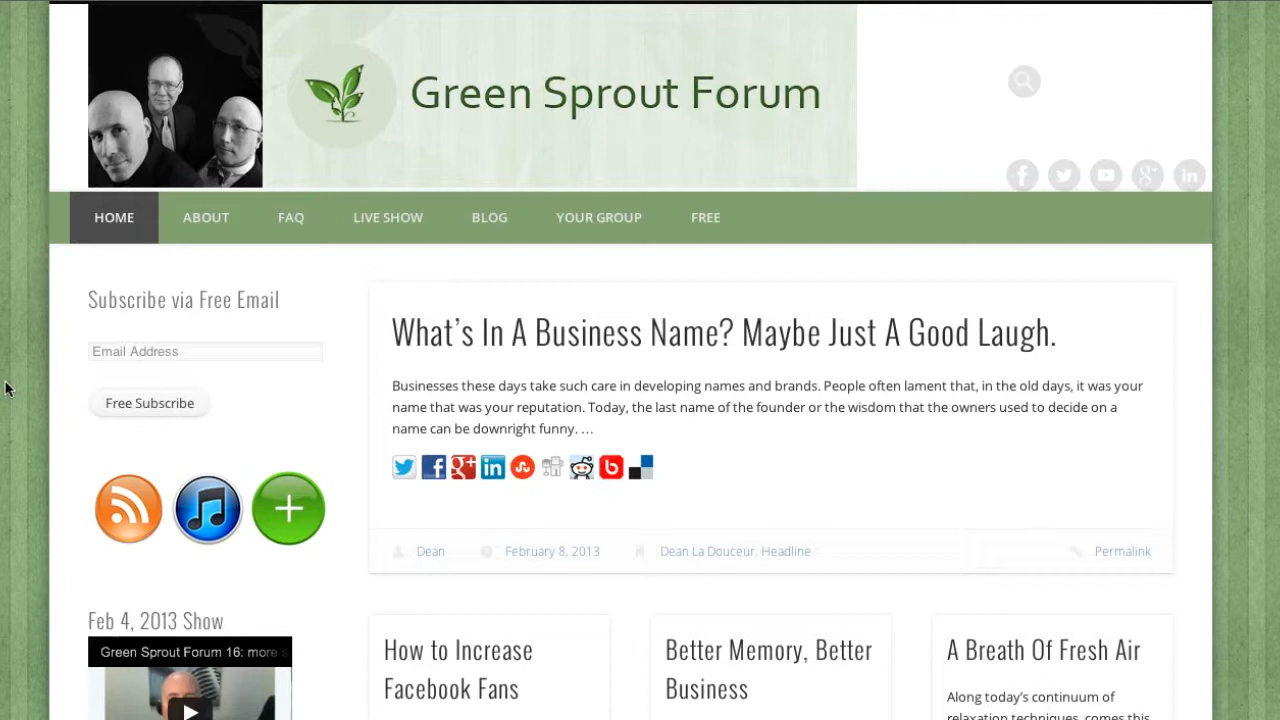 Green Sprout Forum
HOME ABOUT FAQ LIVE SHOW BLOG YOUR GROUP FREE
Subscribe via Free Email
Email Address
Free Subscribe
Feb 4, 2013 Show
Green Sprout Forum 16: more
What's In A Business Name? Maybe Just A Good Laugh.
Businesses these days take such care in developing names and brands. People often lament that, in the old days, it was your
name that was your reputation. Today, the last name of the founder or the wisdom that the owners used to decide on a
name can be downright funny. …
Dean February 8, 2013 Dean La Douceur. Headline Permalink
How to Increase
Facebook Fans
Better Memory, Better
Business
A Breath Of Fresh Air
Along today's continuum of
relaxation techniques, comes this